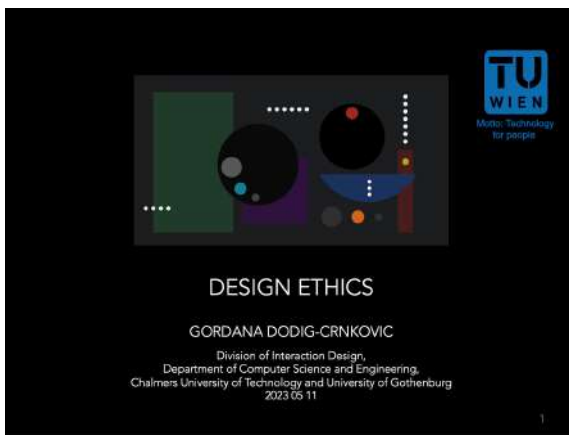 TU
WIEN
Motto: Technology
for people
DESIGN ETHICS
GORDANA DODIG-CRNKOVIC
Division of Interaction Design,
Department of Computer Science and Engineering,
Chalmers University of Technology and University of Gothenburg
2023 05 11
1